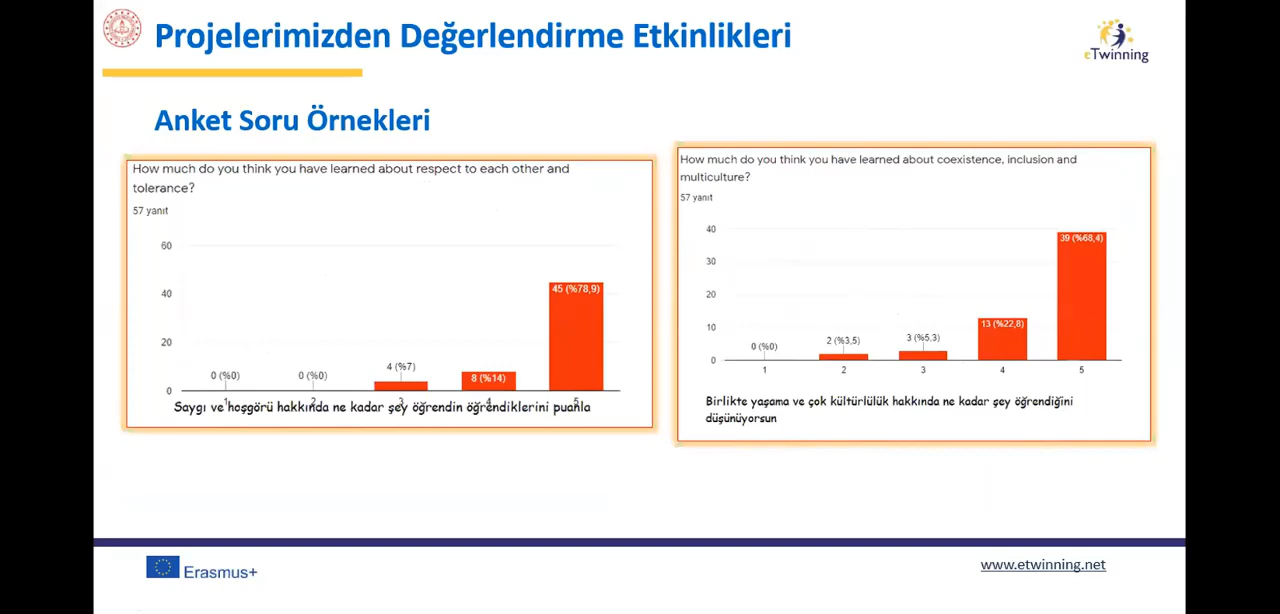 Projelerimizden Değerlendirme Etkinlikleri
eTwinning
Anket Soru Örnekleri
How much do you think you have learned about respect to each other and
tolerance?
57 yanıt
60
40
20
0
0 (%0)
0 (%0)
4 (%7)
8 (%14)
45 (%78,9)
1
2
3
4
5
Saygı ve hoşgörü hakkında ne kadar şey öğrendin öğrendiklerini puanla
How much do you think you have learned about coexistence, inclusion and
multiculture?
57 yanıt
40
30
20
10
0
0 (%0)
2 (%3,5)
3 (%5,3)
13 (%22,8)
39 (%68,4)
1
2
3
4
5
Birlikte yaşama ve çok kültürlülük hakkında ne kadar şey öğrendiğini
düşünüyorsun
Erasmus+
www.etwinning.net